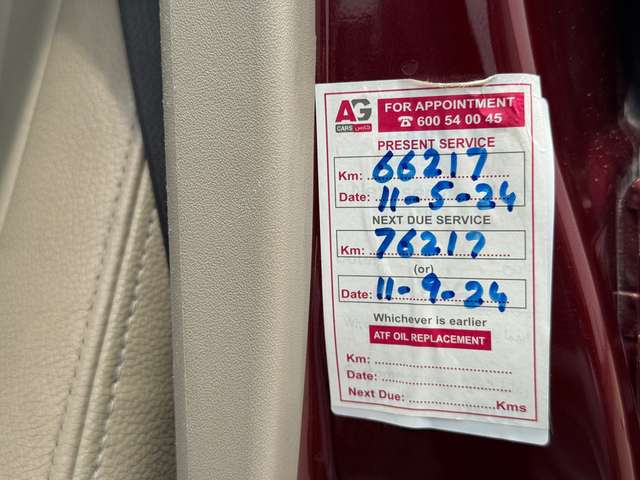 AG
CARS كارس
FOR APPOINTMENT
☎ 600 54 00 45
PRESENT SERVICE
Km: 66217
Date: 11-5-24
NEXT DUE SERVICE
Km: 76217
(or)
Date: 11-9-24
Whichever is earlier
ATF OIL REPLACEMENT
Km:
Date:
Next Due: Kms